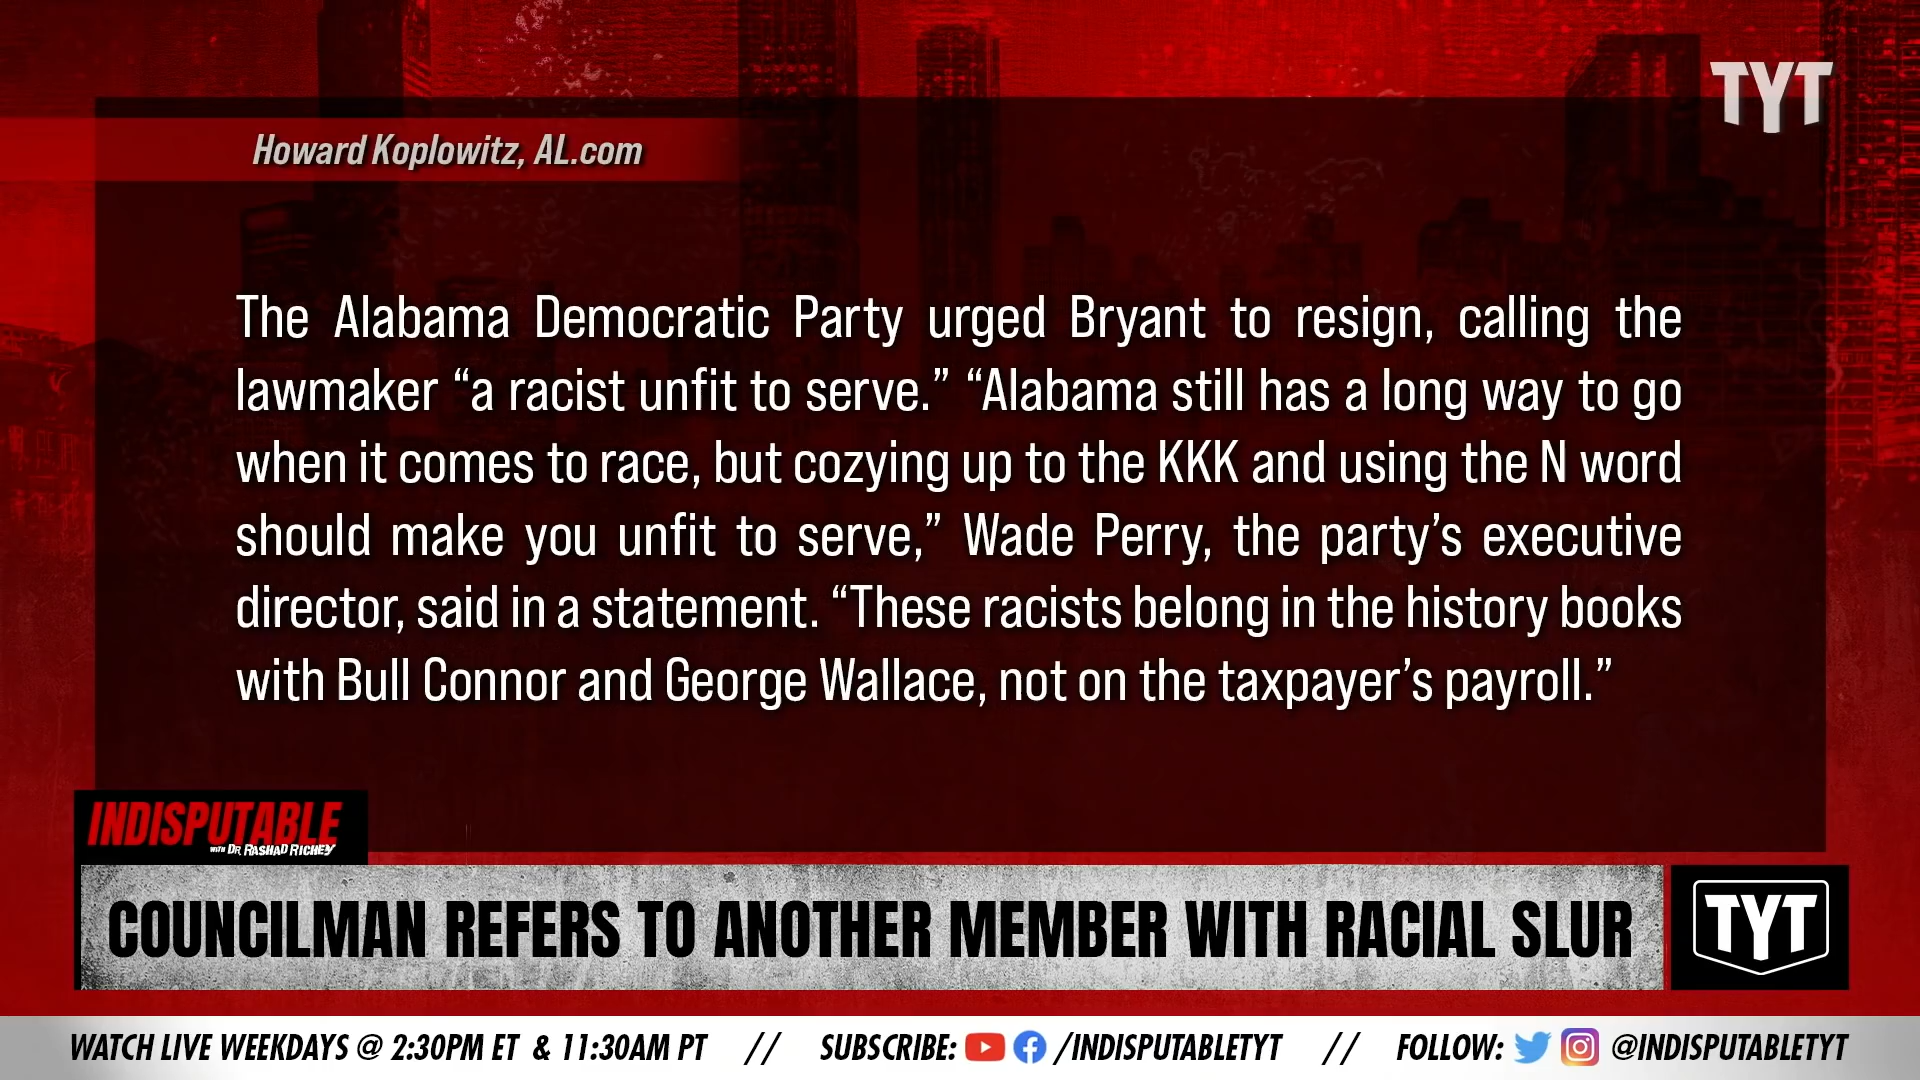 TYT
Howard Koplowitz, AL.com
The Alabama Democratic Party urged Bryant to resign, calling the
lawmaker “a racist unfit to serve.” “Alabama still has a long way to go
when it comes to race, but cozying up to the KKK and using the N word
should make you unfit to serve,” Wade Perry, the party’s executive
director, said in a statement. “These racists belong in the history books
with Bull Connor and George Wallace, not on the taxpayer’s payroll.”
INDISPUTABLE
WITH DR RASHAD RICHEY
COUNCILMAN REFERS TO ANOTHER MEMBER WITH RACIAL SLUR
TYT
WATCH LIVE WEEKDAYS @ 2:30PM ET & 11:30AM PT // SUBSCRIBE: /INDISPUTABLETYT // FOLLOW: @INDISPUTABLETYT